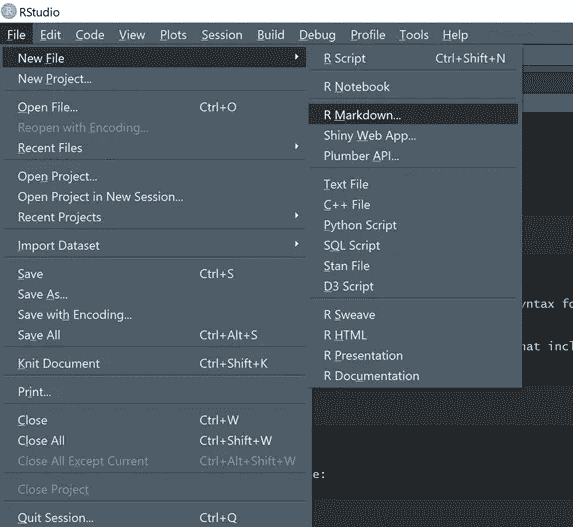 RStudio
File Edit Code View Plots Session Build Debug Profile Tools Help
New File
New Project...
Open File... Ctrl+O
Reopen with Encoding...
Recent Files
Open Project...
Open Project in New Session...
Recent Projects
Import Dataset
Save Ctrl+S
Save As...
Save with Encoding...
Save All Ctrl+Alt+S
Knit Document Ctrl+Shift+K
Print...
Close Ctrl+W
Close All Ctrl+Shift+W
Close All Except Current Ctrl+Alt+Shift+W
Close Project
Quit Session... Ctrl+Q
R Script Ctrl+Shift+N
R Notebook
R Markdown...
Shiny Web App...
Plumber API...
Text File
C++ File
Python Script
SQL Script
Stan File
D3 Script
R Sweave
R HTML
R Presentation
R Documentation
yntax fo
hat incl
e: